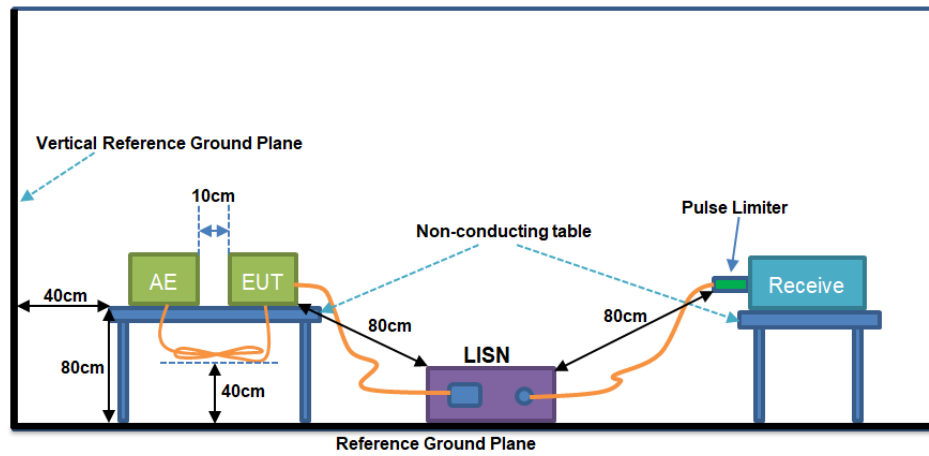 Vertical Reference Ground Plane
10cm
Pulse Limiter
Non-conducting table
AE
EUT
Receive
40cm
80cm
80cm
80cm
LISN
40cm
Reference Ground Plane